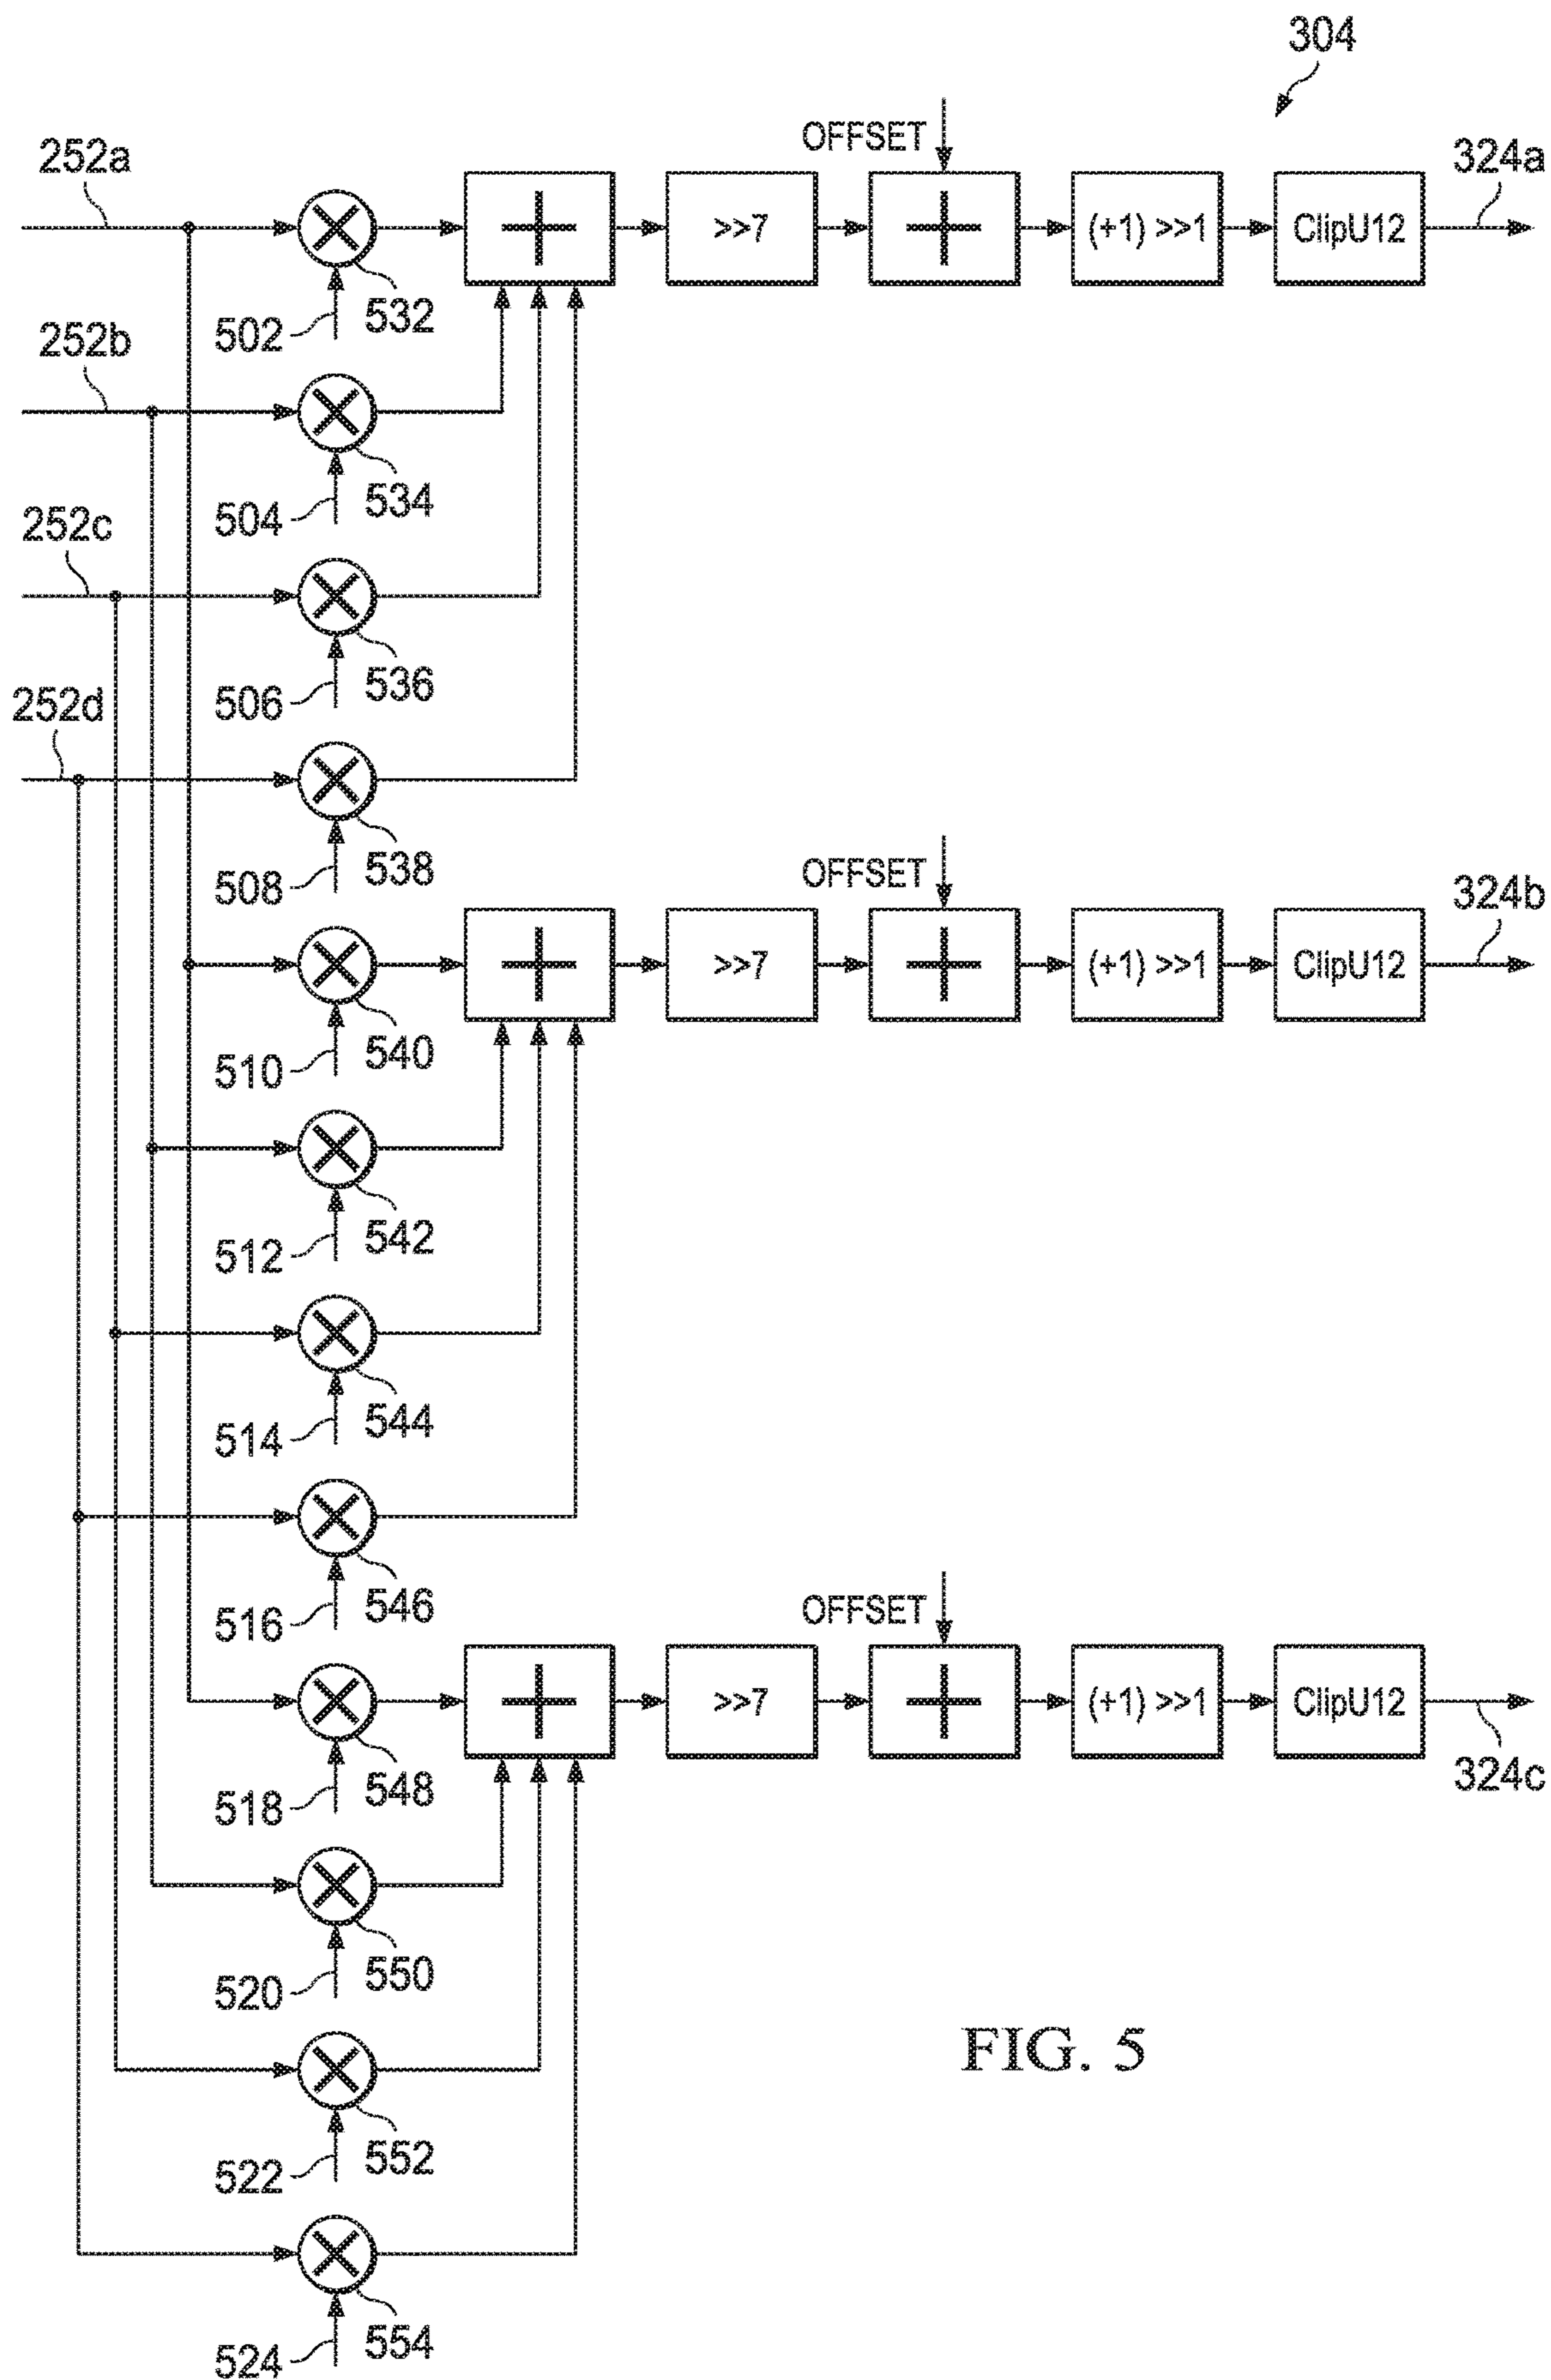 304
OFFSET
252a
324a
>>7
(+1) >>1
ClipU12
502
532
252b
504
534
252c
506
536
252d
508
538
OFFSET
324b
>>7
(+1) >>1
ClipU12
510
540
512
542
514
544
516
546
OFFSET
>>7
(+1) >>1
ClipU12
324c
518
548
520
550
522
552
524
554
FIG. 5